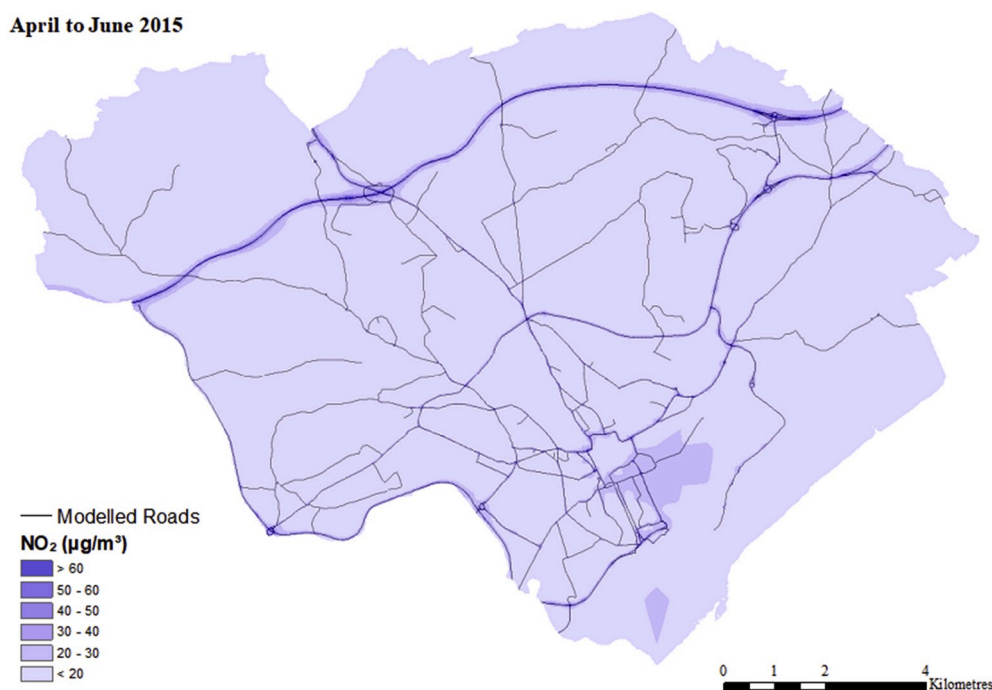 April to June 2015
Modelled Roads
NO₂ (µg/m³)
> 60
50 - 60
40 - 50
30 - 40
20 - 30
< 20
0 1 2 4
Kilometres